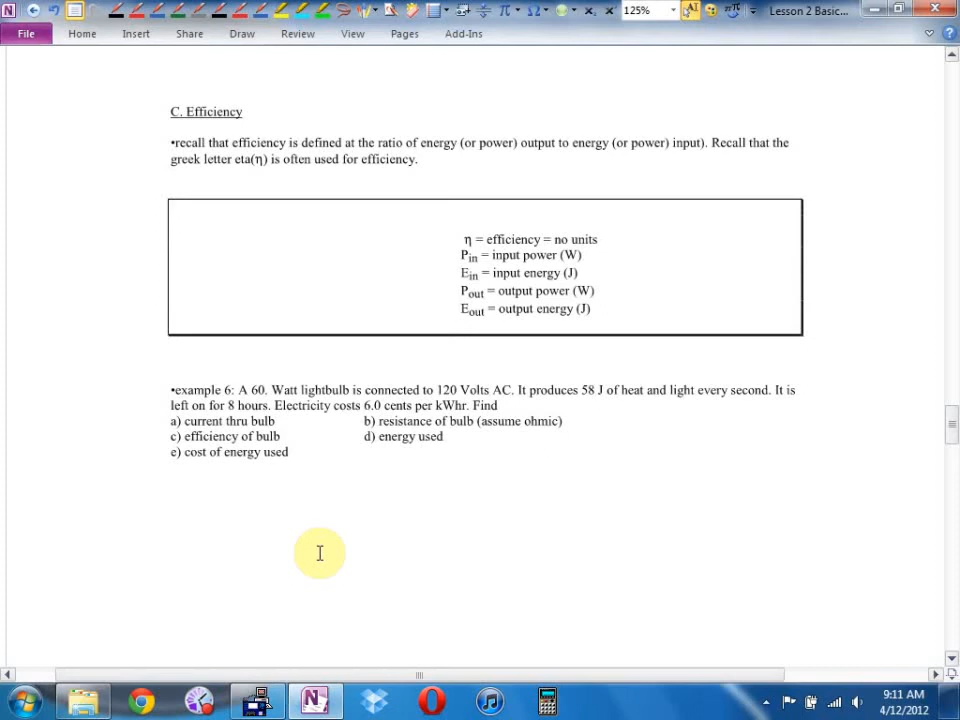 125%
Lesson 2 Basic...
File Home Insert Share Draw Review View Pages Add-Ins
C. Efficiency
•recall that efficiency is defined at the ratio of energy (or power) output to energy (or power) input). Recall that the
greek letter eta(η) is often used for efficiency.
η = efficiency = no units
Pin = input power (W)
Ein = input energy (J)
Pout = output power (W)
Eout = output energy (J)
•example 6: A 60. Watt lightbulb is connected to 120 Volts AC. It produces 58 J of heat and light every second. It is
left on for 8 hours. Electricity costs 6.0 cents per kWhr. Find
a) current thru bulb b) resistance of bulb (assume ohmic)
c) efficiency of bulb d) energy used
e) cost of energy used
9:11 AM
4/12/2012